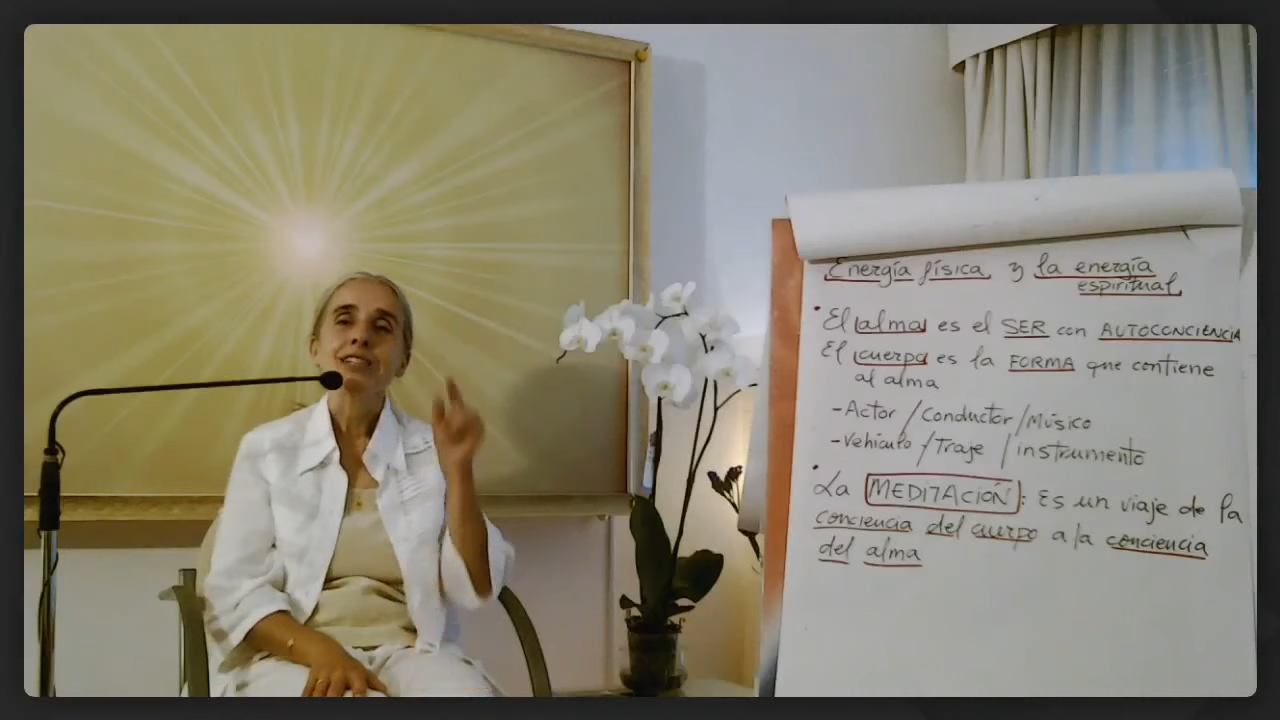 Energía física, y la energía
espiritual,
· El alma es el SER con AUTOCONCIENCIA
El cuerpo es la FORMA que contiene
al alma
- Actor / Conductor / Músico
- Vehículo / Traje / instrumento
· La MEDITACIÓN: Es un viaje de la
conciencia del cuerpo a la conciencia
del alma